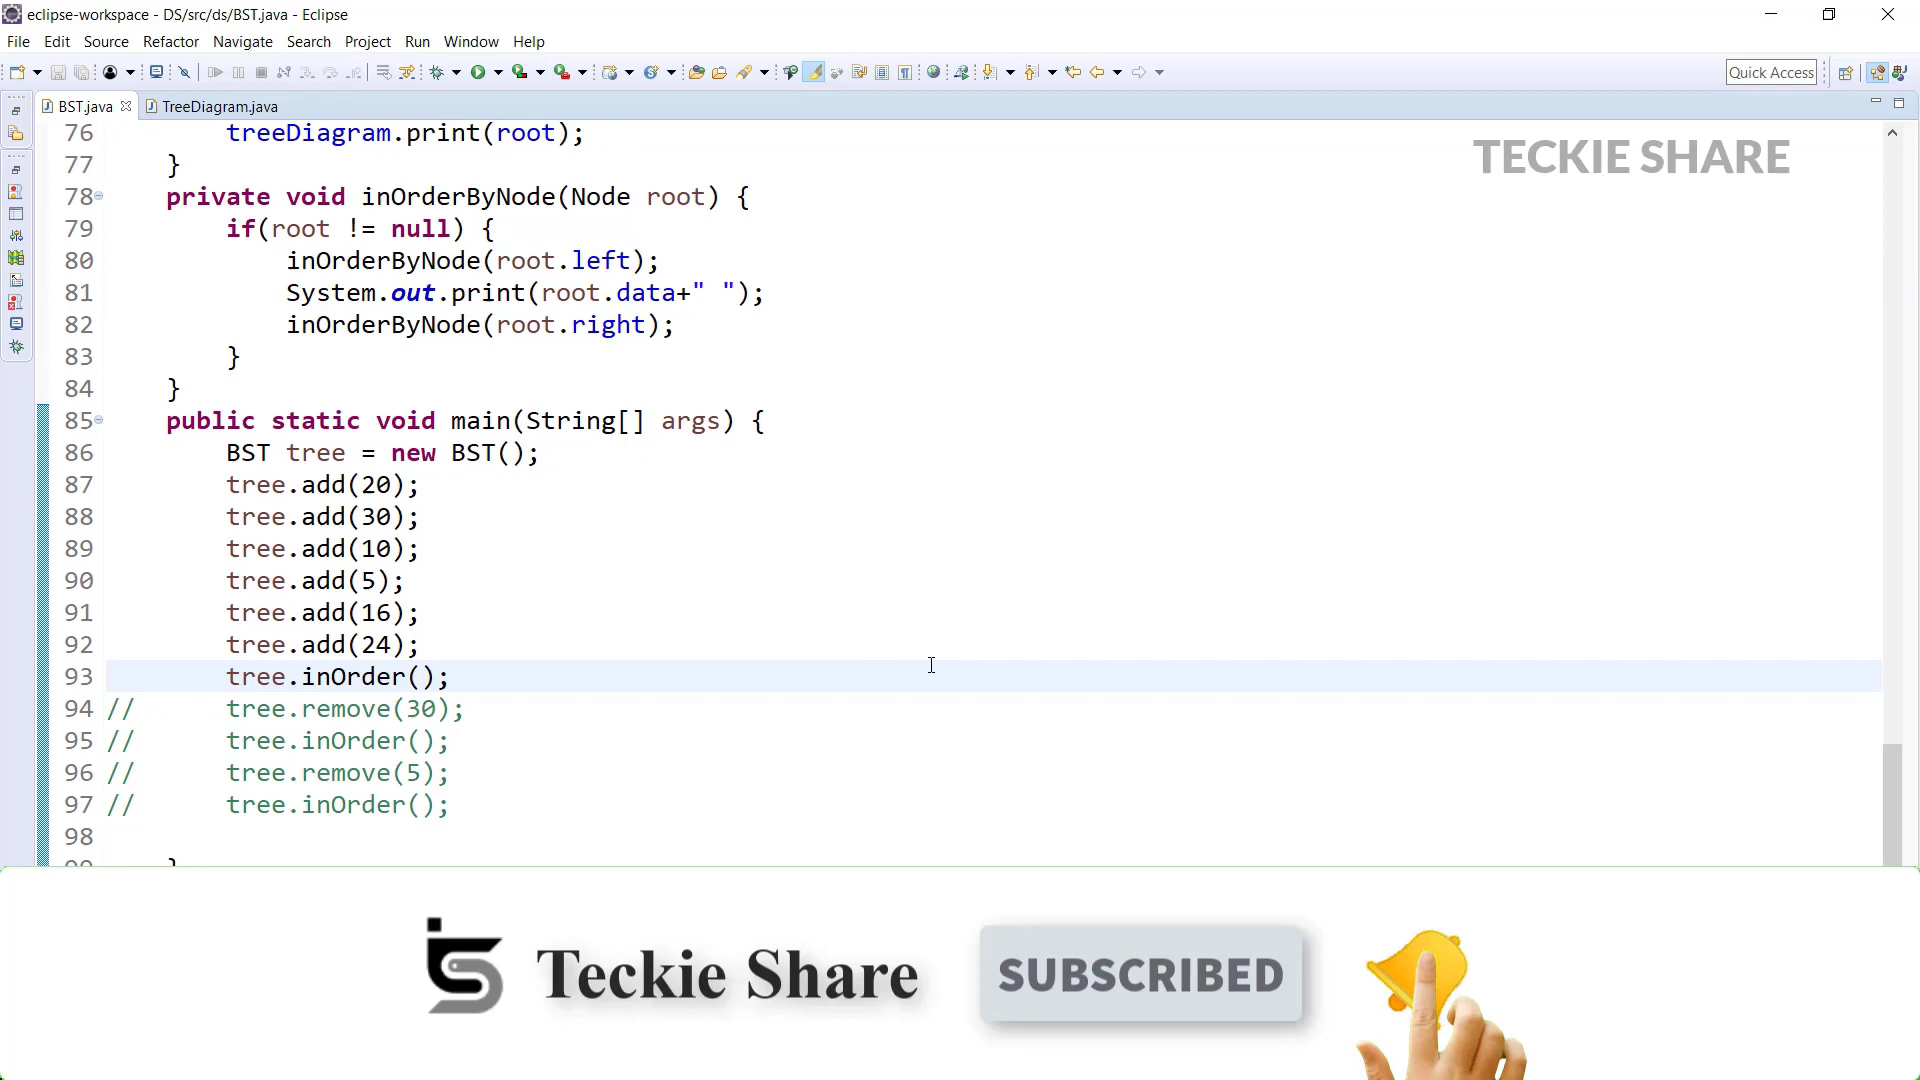 eclipse-workspace - DS/src/ds/BST.java - Eclipse
File Edit Source Refactor Navigate Search Project Run Window Help
Quick Access
BST.java TreeDiagram.java
TECKIE SHARE
76 treeDiagram.print(root);
77 }
78 private void inOrderByNode(Node root) {
79 if(root != null) {
80 inOrderByNode(root.left);
81 System.out.print(root.data+" ");
82 inOrderByNode(root.right);
83 }
84 }
85 public static void main(String[] args) {
86 BST tree = new BST();
87 tree.add(20);
88 tree.add(30);
89 tree.add(10);
90 tree.add(5);
91 tree.add(16);
92 tree.add(24);
93 tree.inOrder();
94 // tree.remove(30);
95 // tree.inOrder();
96 // tree.remove(5);
97 // tree.inOrder();
98
Teckie Share
SUBSCRIBED